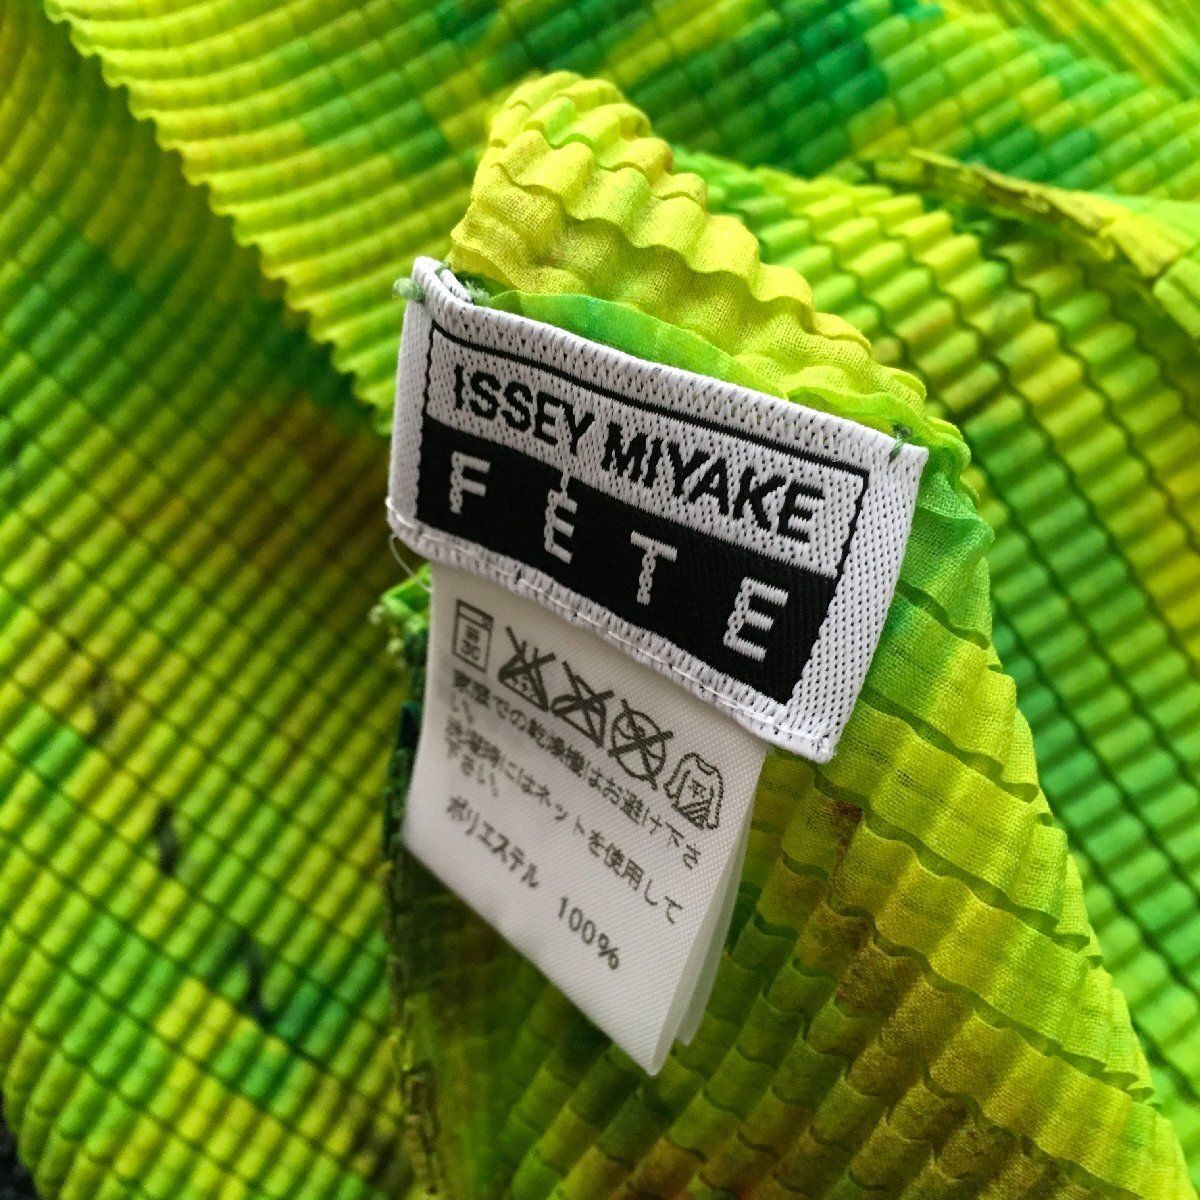 ISSEY MIYAKE
FÊTE
家庭での乾燥機はお避け下さ
い。
洗濯時にはネットを使用して
下さい。
ポリエステル 100%